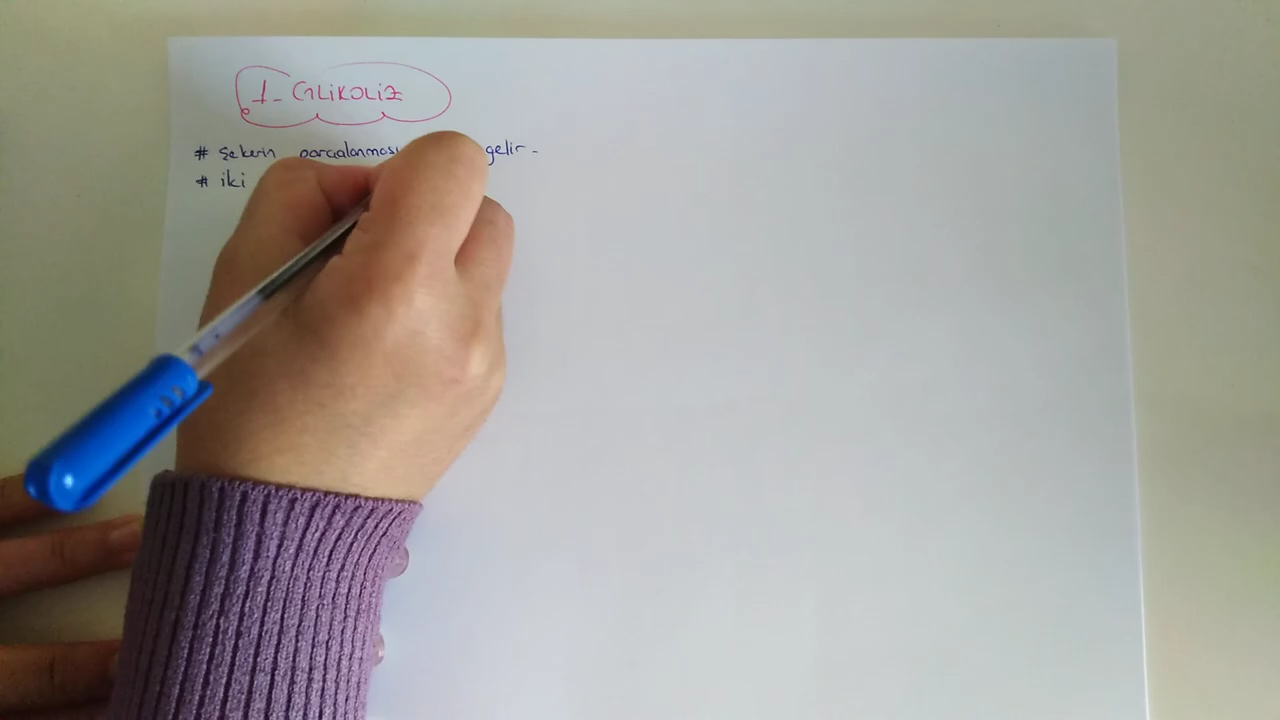 1- GLİKOLİZ
# şekerin parçalanması gelir-
# iki